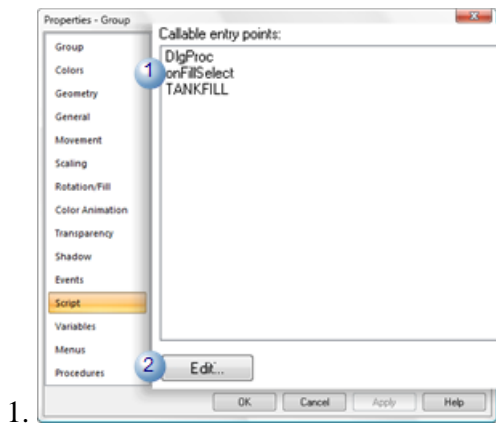 Properties - Group
Group
Colors
Geometry
General
Movement
Scaling
Rotation/Fill
Color Animation
Transparency
Shadow
Events
Script
Variables
Menus
Procedures
Callable entry points:
DlgProc
1
onFillSelect
TANKFILL
2
Edit...
OK
Cancel
Apply
Help
1.